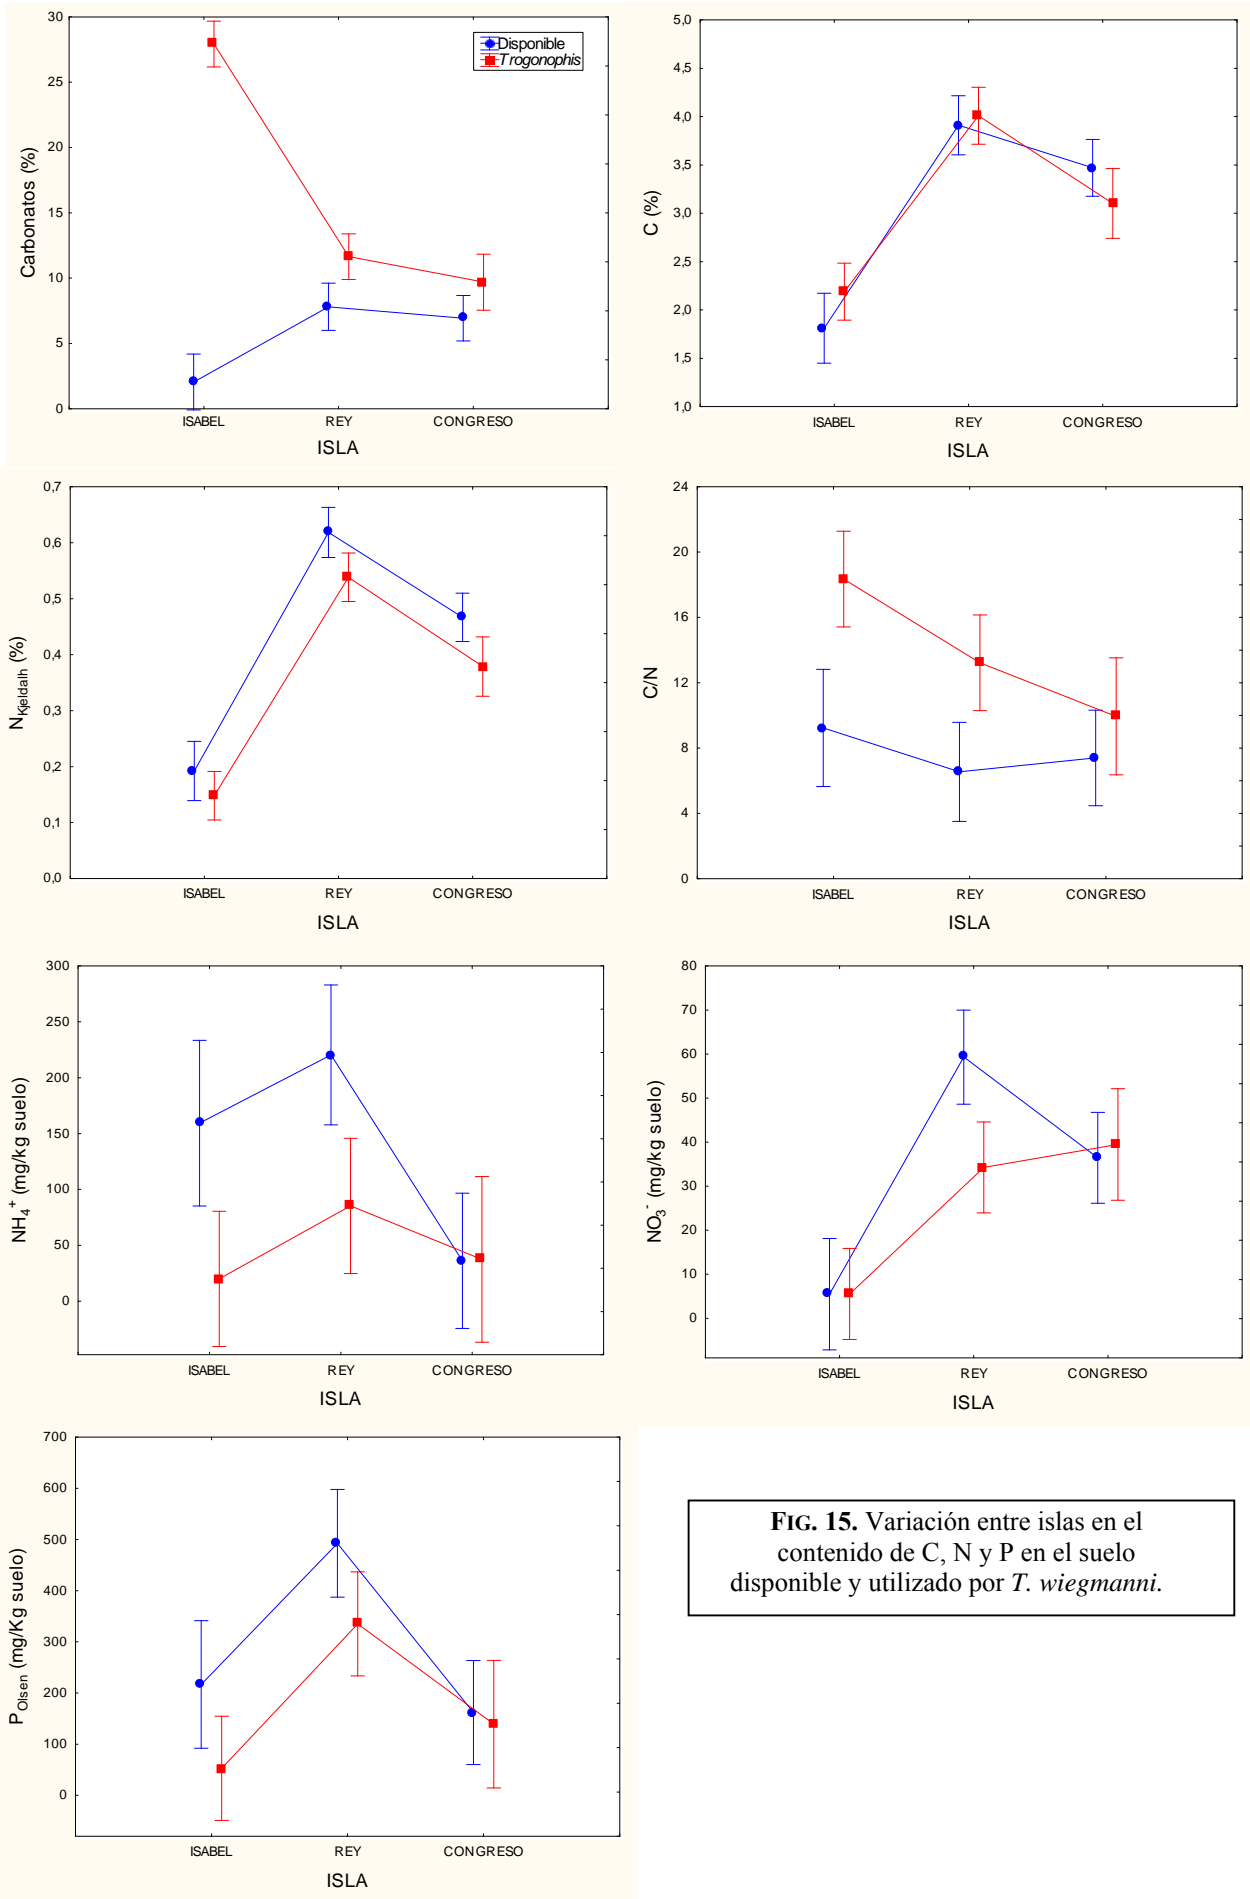 30
25
20
15
10
5
0
Carbonatos (%)
Disponible
Trogonophis
ISABEL REY CONGRESO
ISLA
5,0
4,5
4,0
3,5
3,0
2,5
2,0
1,5
1,0
C (%)
ISABEL REY CONGRESO
ISLA
0,7
0,6
0,5
0,4
0,3
0,2
0,1
0,0
N Kjeldalh (%)
ISABEL REY CONGRESO
ISLA
24
20
16
12
8
4
0
C/N
ISABEL REY CONGRESO
ISLA
300
250
200
150
100
50
0
NH4+ (mg/kg suelo)
ISABEL REY CONGRESO
ISLA
80
70
60
50
40
30
20
10
0
NO3- (mg/kg suelo)
ISABEL REY CONGRESO
ISLA
700
600
500
400
300
200
100
0
P Olsen (mg/Kg suelo)
ISABEL REY CONGRESO
ISLA
FIG. 15. Variación entre islas en el
contenido de C, N y P en el suelo
disponible y utilizado por T. wiegmanni.